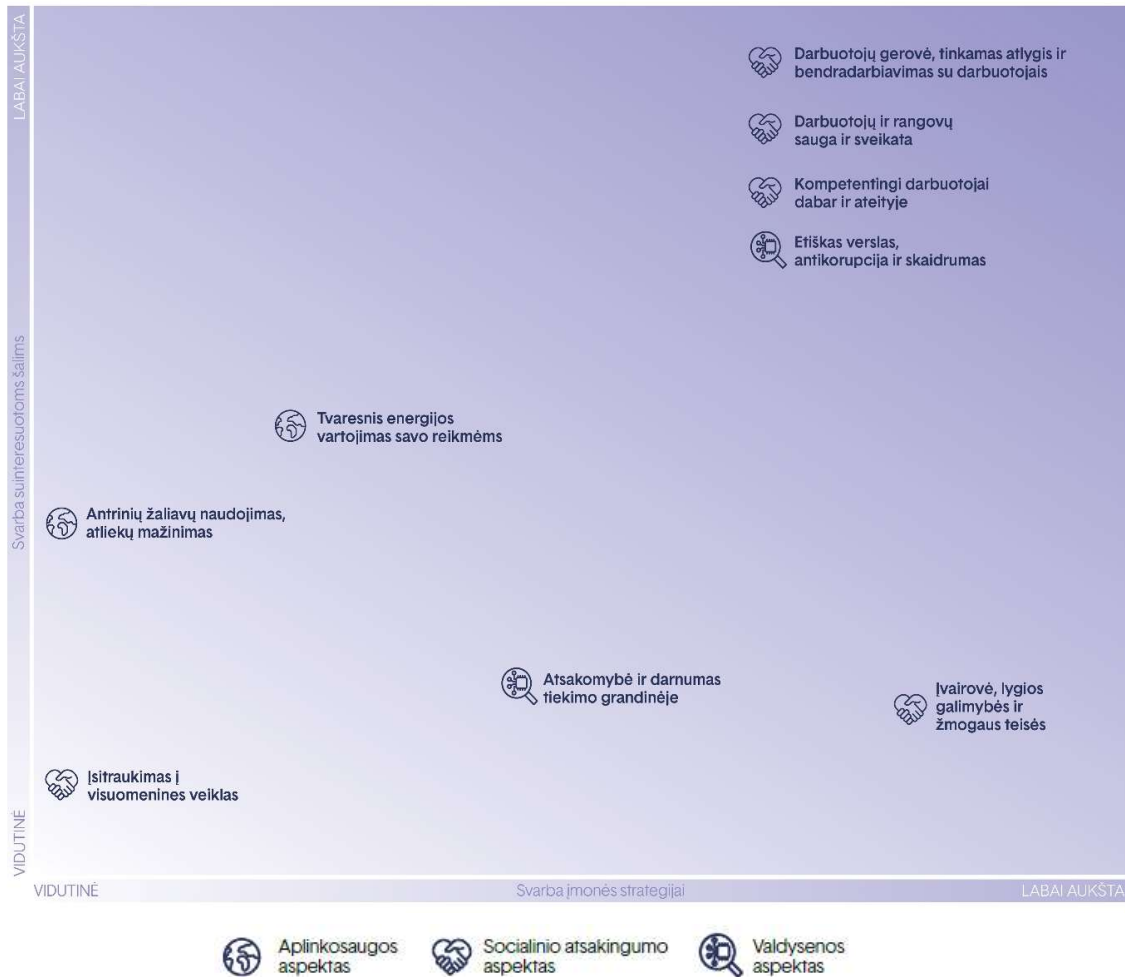 LABAI AUKŠTA
Svarba suinteresuotoms šalims
VIDUTINĖ
Darbuotojų gerovė, tinkamas atlygis ir
bendradarbiavimas su darbuotojais
Darbuotojų ir rangovų
sauga ir sveikata
Kompetentingi darbuotojai
dabar ir ateityje
Etiškas verslas,
antikorupcija ir skaidrumas
Tvaresnis energijos
vartojimas savo reikmėms
Antrinių žaliavų naudojimas,
atliekų mažinimas
Atsakomybė ir darnumas
tiekimo grandinėje
Įvairovė, lygios
galimybės ir
žmogaus teisės
Įsitraukimas į
visuomenines veiklas
VIDUTINĖ
Svarba įmonės strategijai
LABAI AUKŠTA
Aplinkosaugos
aspektas
Socialinio atsakingumo
aspektas
Valdysenos
aspektas